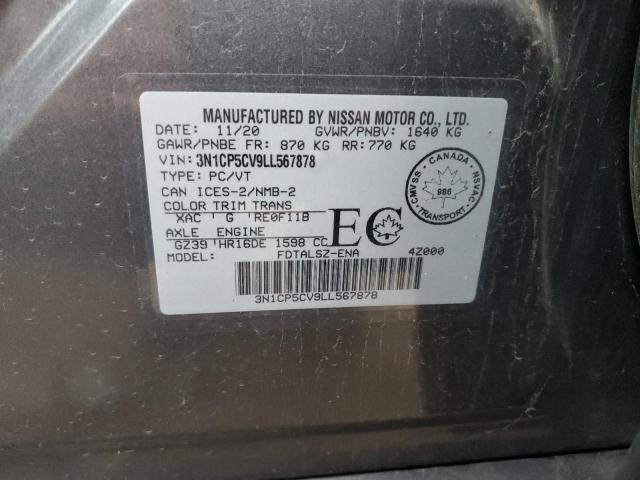 MANUFACTURED BY NISSAN MOTOR CO., LTD.
DATE: 11/20 GVWR/PNBV: 1640 KG
GAWR/PNBE FR: 870 KG RR: 770 KG
VIN: 3N1CP5CV9LL567878
TYPE: PC/VT
CAN ICES-2/NMB-2
COLOR TRIM TRANS
XAC G RE0F11B
AXLE ENGINE
GZ39 HR16DE 1598 CC
EC
MODEL: FDTALSZ-ENA 4Z000
3N1CP5CV9LL567878
CANADA
CMVSS NSVAC
986
TRANSPORT